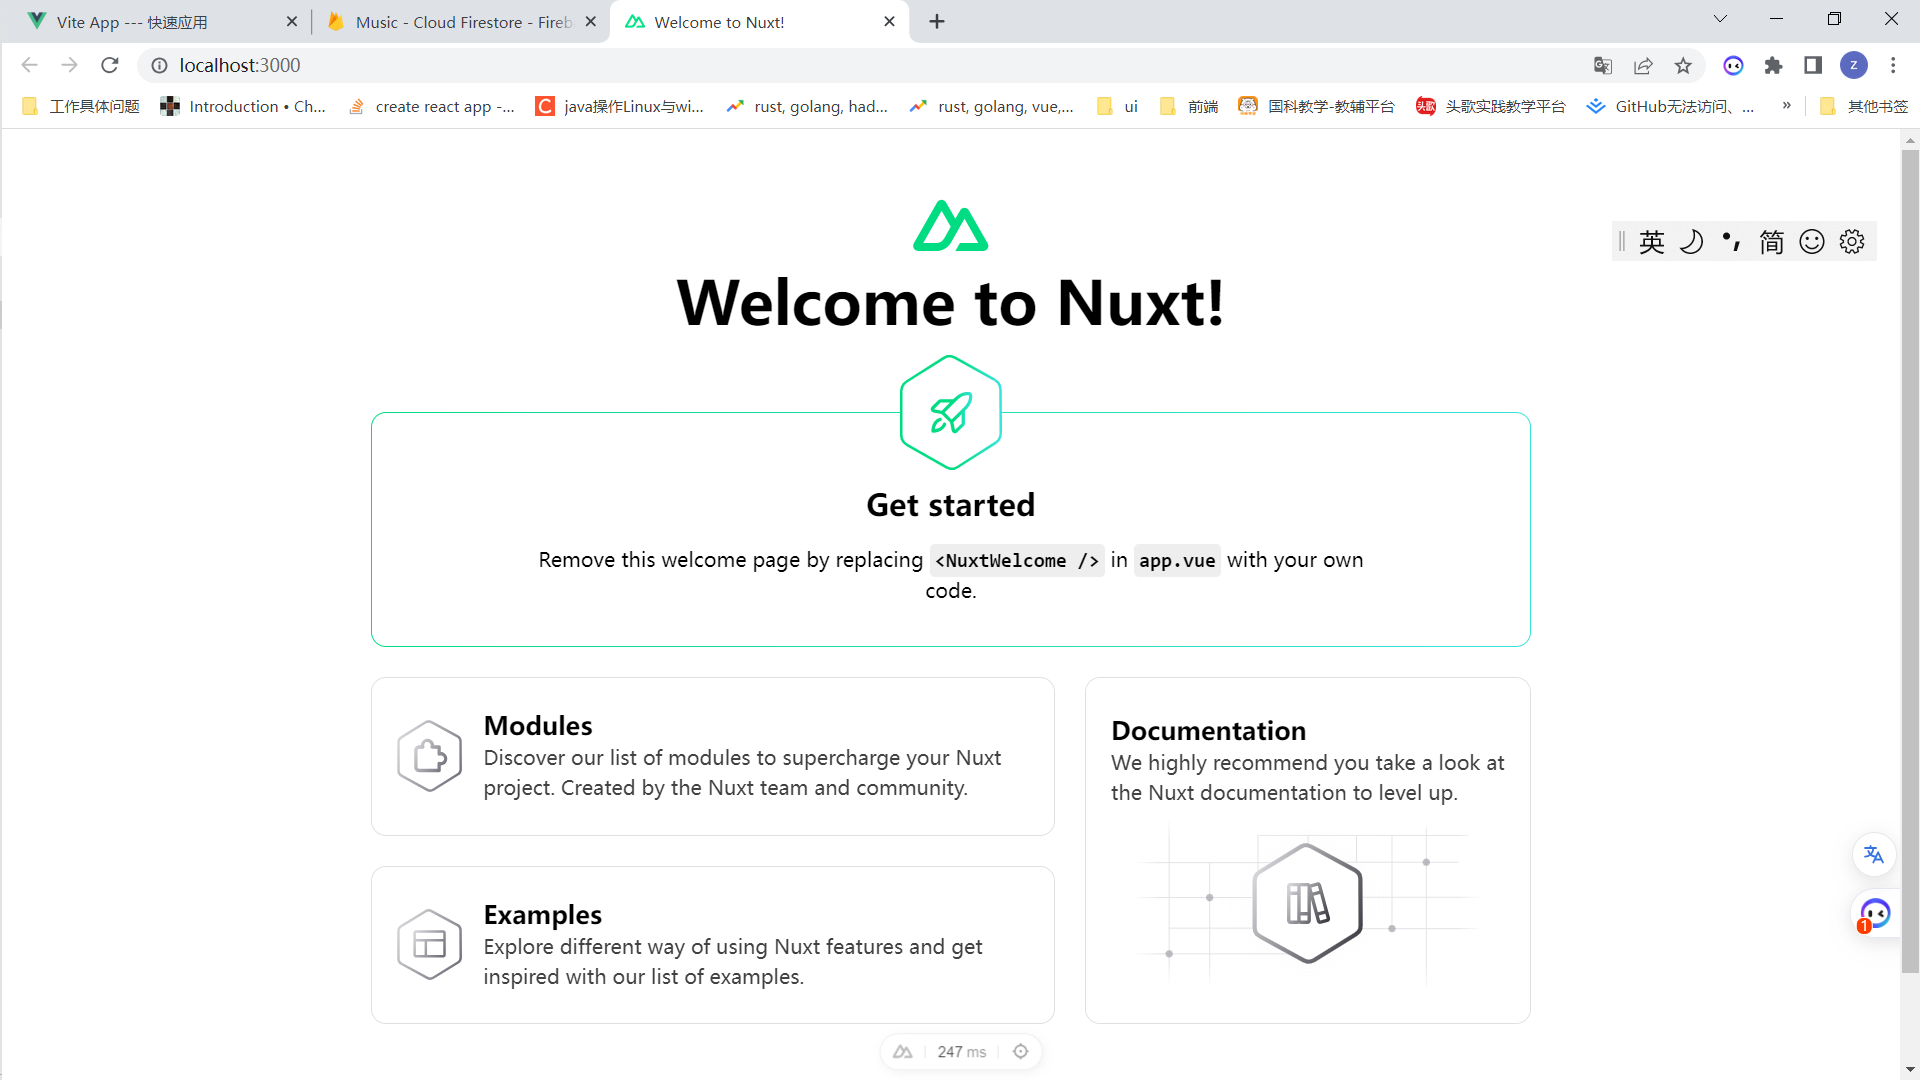 Vite App --- 快速应用
Music - Cloud Firestore - Fireb
Welcome to Nuxt!
localhost:3000
Z
工作具体问题
Introduction • Ch...
create react app -...
C
java操作Linux与wi...
rust, golang, had...
rust, golang, vue,...
ui
前端
国科教学-教辅平台
头歌
头歌实践教学平台
GitHub无法访问、...
»
其他书签
英
简
Welcome to Nuxt!
Get started
Remove this welcome page by replacing <NuxtWelcome /> in app.vue with your own
code.
Modules
Discover our list of modules to supercharge your Nuxt
project. Created by the Nuxt team and community.
Documentation
We highly recommend you take a look at
the Nuxt documentation to level up.
Examples
Explore different way of using Nuxt features and get
inspired with our list of examples.
1
247 ms